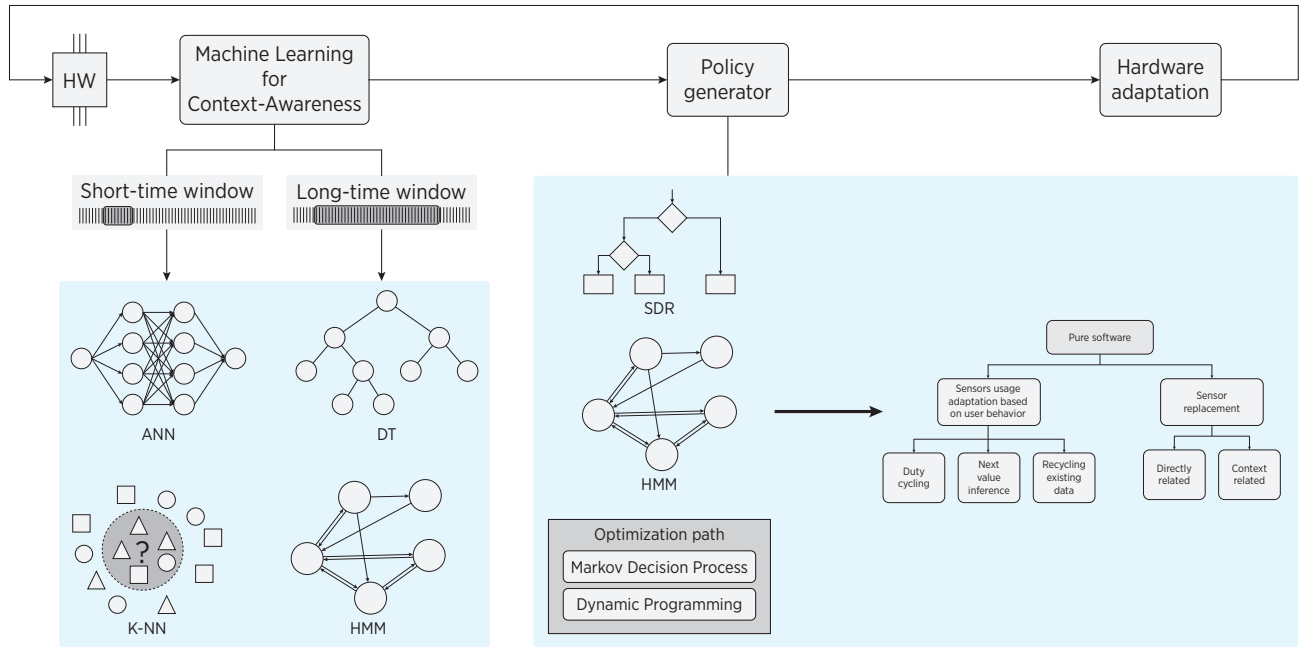 HW
Machine Learning
for
Context-Awareness
Policy
generator
Hardware
adaptation
Short-time window
Long-time window
ANN
DT
?
K-NN
HMM
SDR
HMM
Optimization path
Markov Decision Process
Dynamic Programming
Pure software
Sensors usage
adaptation based
on user behavior
Sensor
replacement
Duty
cycling
Next
value
inference
Recycling
existing
data
Directly
related
Context
related